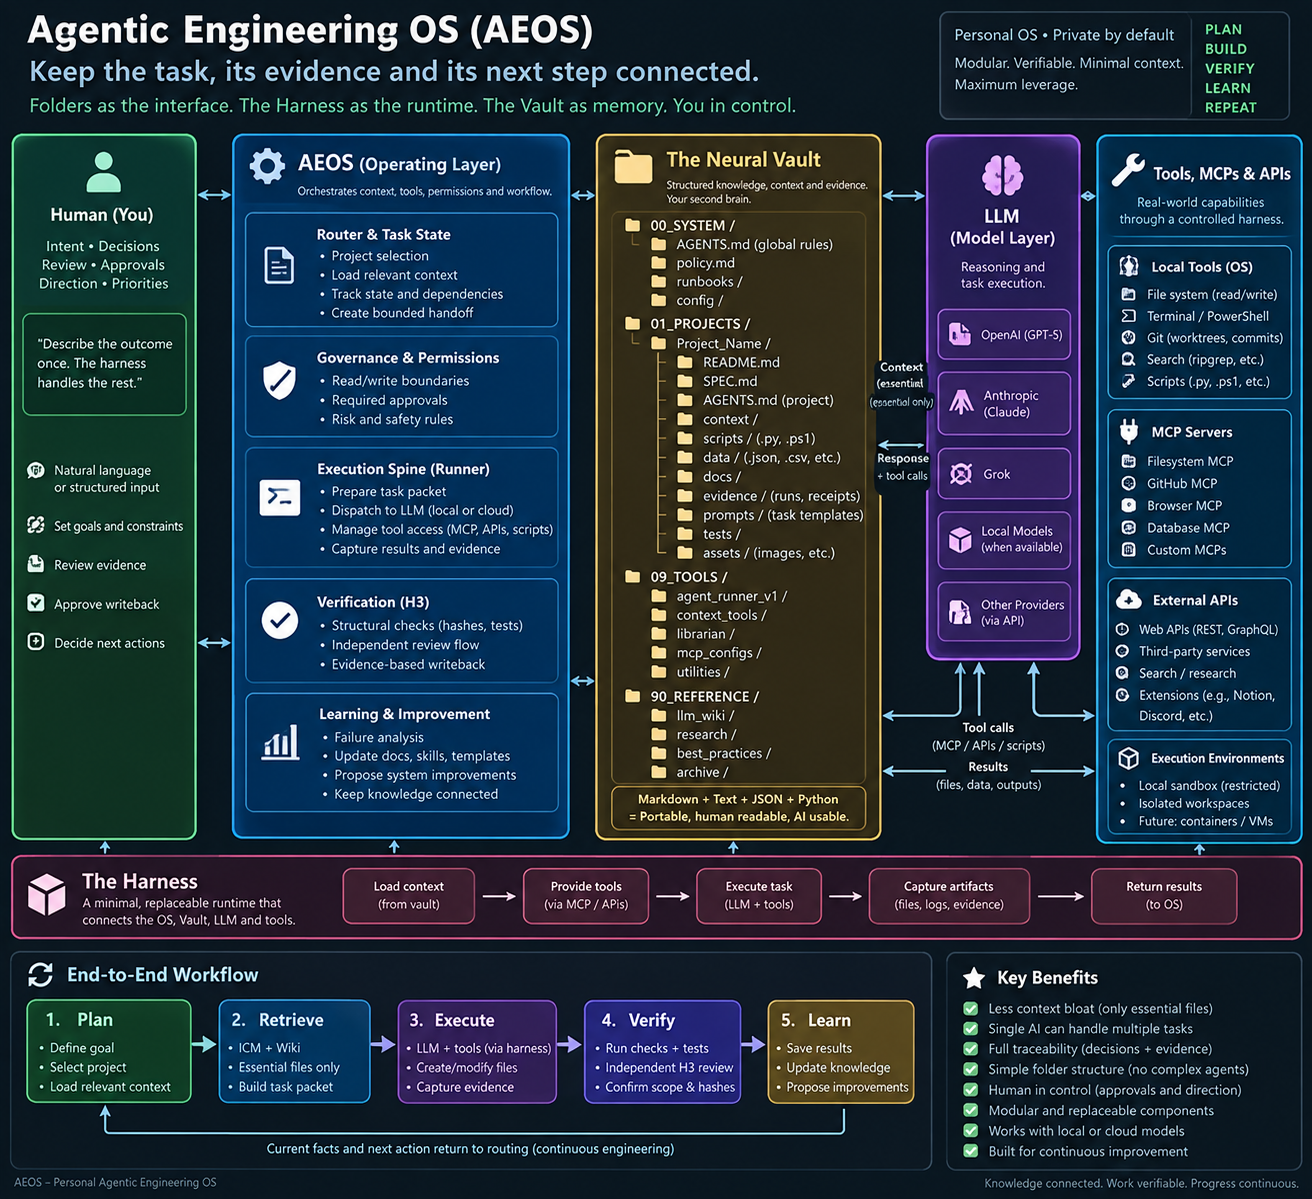 Agentic Engineering OS (AEOS)
Keep the task, its evidence and its next step connected.
Folders as the interface. The Harness as the runtime. The Vault as memory. You in control.
Personal OS • Private by default
Modular. Verifiable. Minimal context.
Maximum leverage.
PLAN
BUILD
VERIFY
LEARN
REPEAT
Human (You)
Intent • Decisions
Review • Approvals
Direction • Priorities
"Describe the outcome
once. The harness
handles the rest."
Natural language
or structured input
Set goals and constraints
Review evidence
Approve writeback
Decide next actions
AEOS (Operating Layer)
Orchestrates context, tools, permissions and workflow.
Router & Task State
• Project selection
• Load relevant context
• Track state and dependencies
• Create bounded handoff
Governance & Permissions
• Read/write boundaries
• Required approvals
• Risk and safety rules
Execution Spine (Runner)
• Prepare task packet
• Dispatch to LLM (local or cloud)
• Manage tool access (MCP, APIs, scripts)
• Capture results and evidence
Verification (H3)
• Structural checks (hashes, tests)
• Independent review flow
• Evidence-based writeback
Learning & Improvement
• Failure analysis
• Update docs, skills, templates
• Propose system improvements
• Keep knowledge connected
The Neural Vault
Structured knowledge, context and evidence.
Your second brain.
00_SYSTEM /
AGENTS.md (global rules)
policy.md
runbooks /
config /
01_PROJECTS /
Project_Name /
README.md
SPEC.md
AGENTS.md (project)
context /
scripts / (.py, .ps1)
data / (.json, .csv, etc.)
docs /
evidence / (runs, receipts)
prompts / (task templates)
tests /
assets / (images, etc.)
09_TOOLS /
agent_runner_v1 /
context_tools /
librarian /
mcp_configs /
utilities /
90_REFERENCE /
llm_wiki /
research /
best_practices /
archive /
Markdown + Text + JSON + Python
= Portable, human readable, AI usable.
Context
(essential
(essential only)
Response
+ tool calls
LLM
(Model Layer)
Reasoning and
task execution.
OpenAI (GPT-5)
Anthropic
(Claude)
Grok
Local Models
(when available)
Other Providers
(via API)
Tool calls
(MCP / APIs / scripts)
Results
(files, data, outputs)
Tools, MCPs & APIs
Real-world capabilities
through a controlled harness.
Local Tools (OS)
File system (read/write)
Terminal / PowerShell
Git (worktrees, commits)
Search (ripgrep, etc.)
Scripts (.py, .ps1, etc.)
MCP Servers
Filesystem MCP
GitHub MCP
Browser MCP
Database MCP
Custom MCPs
External APIs
Web APIs (REST, GraphQL)
Third-party services
Search / research
Extensions (e.g., Notion,
Discord, etc.)
Execution Environments
• Local sandbox (restricted)
• Isolated workspaces
• Future: containers / VMs
The Harness
A minimal, replaceable runtime that
connects the OS, Vault, LLM and tools.
Load context
(from vault)
Provide tools
(via MCP / APIs)
Execute task
(LLM + tools)
Capture artifacts
(files, logs, evidence)
Return results
(to OS)
End-to-End Workflow
1. Plan
• Define goal
• Select project
• Load relevant context
2. Retrieve
• ICM + Wiki
• Essential files only
• Build task packet
3. Execute
• LLM + tools (via harness)
• Create/modify files
• Capture evidence
4. Verify
• Run checks + tests
• Independent H3 review
• Confirm scope & hashes
5. Learn
• Save results
• Update knowledge
• Propose improvements
Current facts and next action return to routing (continuous engineering)
Key Benefits
Less context bloat (only essential files)
Single AI can handle multiple tasks
Full traceability (decisions + evidence)
Simple folder structure (no complex agents)
Human in control (approvals and direction)
Modular and replaceable components
Works with local or cloud models
Built for continuous improvement
AEOS – Personal Agentic Engineering OS
Knowledge connected. Work verifiable. Progress continuous.